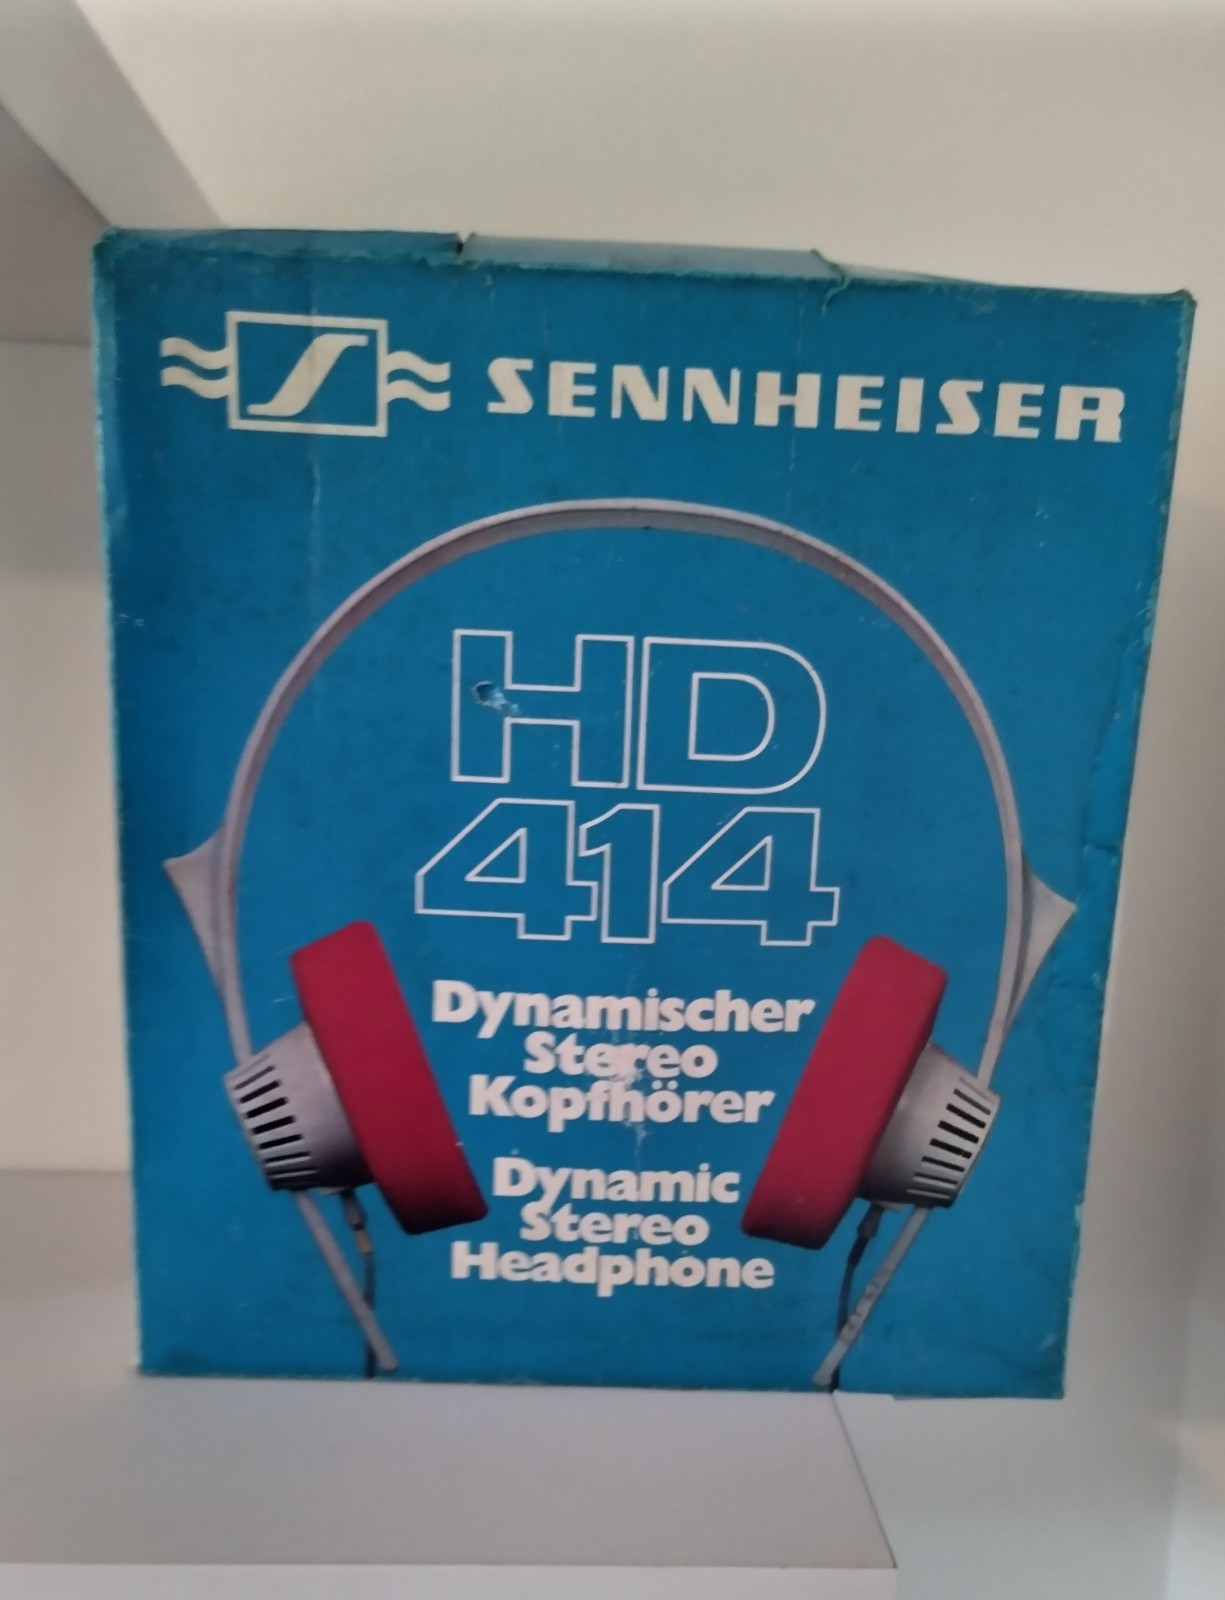 SENNHEISER
HD
414
Dynamischer
Stereo
Kopfhörer
Dynamic
Stereo
Headphone